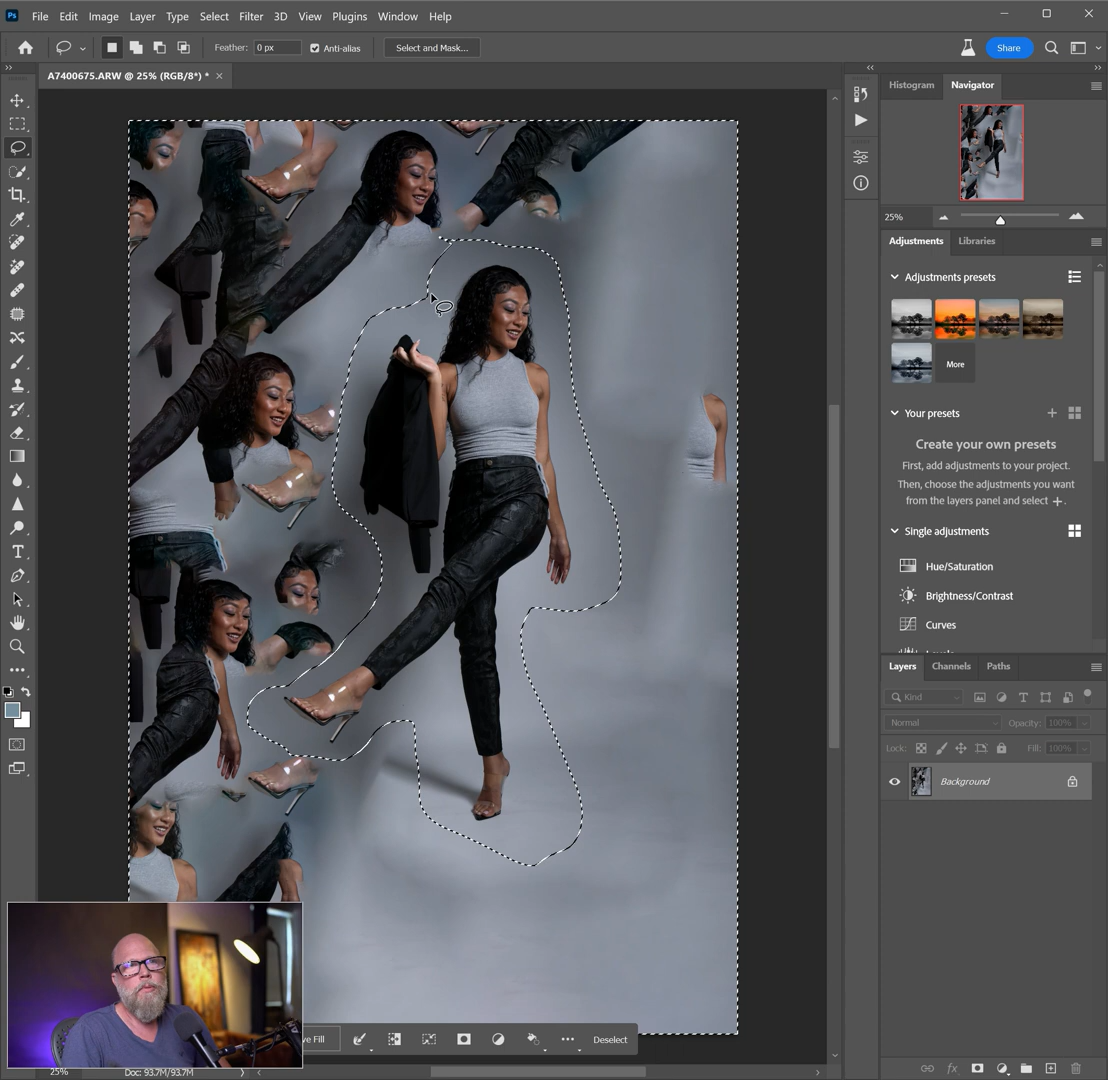 Ps File Edit Image Layer Type Select Filter 3D View Plugins Window Help
Feather: 0 px Anti-alias Select and Mask... Share
A7400675.ARW @ 25% (RGB/8*) * ×
Histogram Navigator
25%
Adjustments Libraries
Adjustments presets
More
Your presets
Create your own presets
First, add adjustments to your project.
Then, choose the adjustments you want
from the layers panel and select + .
Single adjustments
Hue/Saturation
Brightness/Contrast
Curves
Layers Channels Paths
Kind
Normal Opacity: 100%
Lock: Fill: 100%
Background
ve Fill Deselect
25% Doc: 93.7M/93.7M
fx